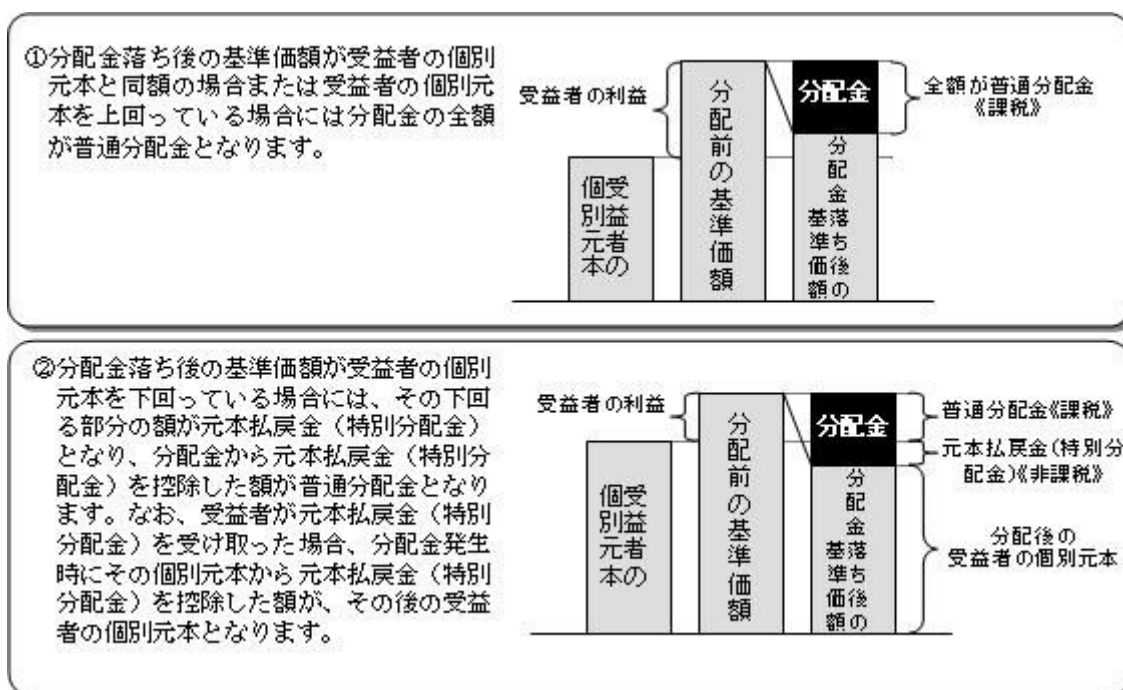 ①分配金落ち後の基準価額が受益者の個別
元本と同額の場合または受益者の個別元
本を上回っている場合には分配金の全額
が普通分配金となります。
受益者の利益
受益者の
個別元本
分配前の基準価額
分配金
分配金落ち後の
基準価額
全額が普通分配金
《課税》
②分配金落ち後の基準価額が受益者の個別
元本を下回っている場合には、その下回
る部分の額が元本払戻金（特別分配金）
となり、分配金から元本払戻金（特別分
配金）を控除した額が普通分配金となり
ます。なお、受益者が元本払戻金（特別
分配金）を受け取った場合、分配金発生
時にその個別元本から元本払戻金（特別
分配金）を控除した額が、その後の受益
者の個別元本となります。
受益者の利益
受益者の
個別元本
分配前の基準価額
分配金
分配金落ち後の
基準価額
普通分配金《課税》
元本払戻金(特別分
配金)《非課税》
分配後の
受益者の個別元本